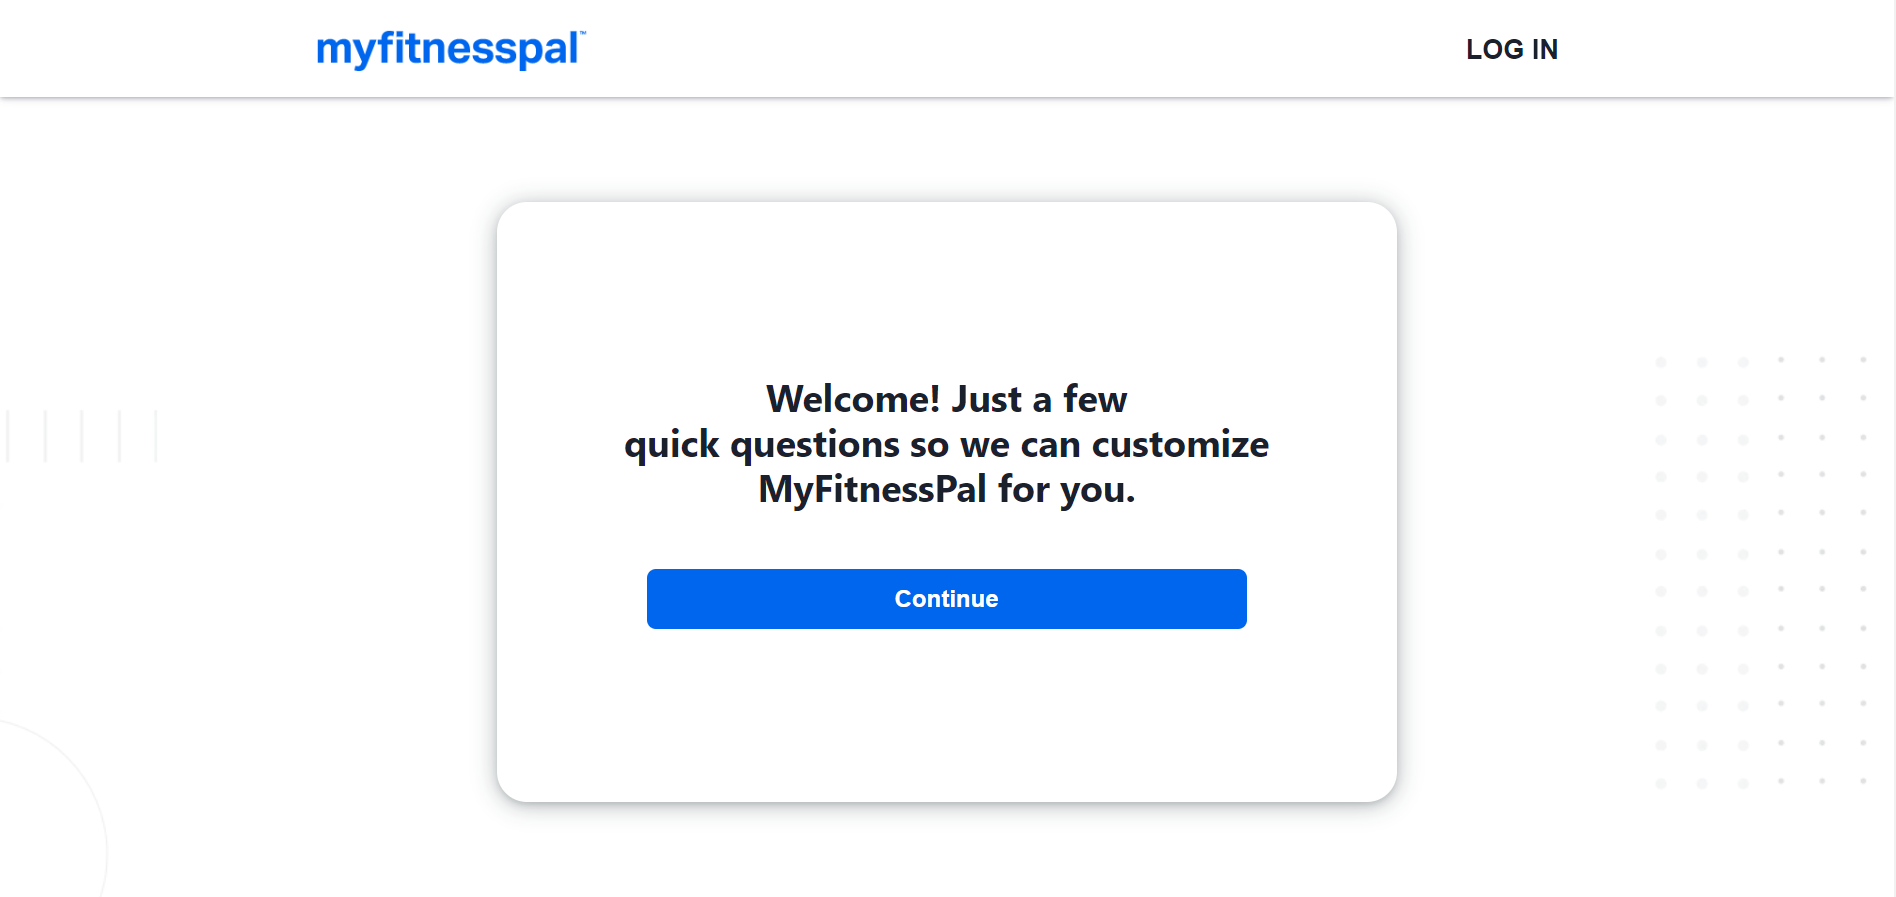 myfitnesspal™
LOG IN
Welcome! Just a few
quick questions so we can customize
MyFitnessPal for you.
Continue